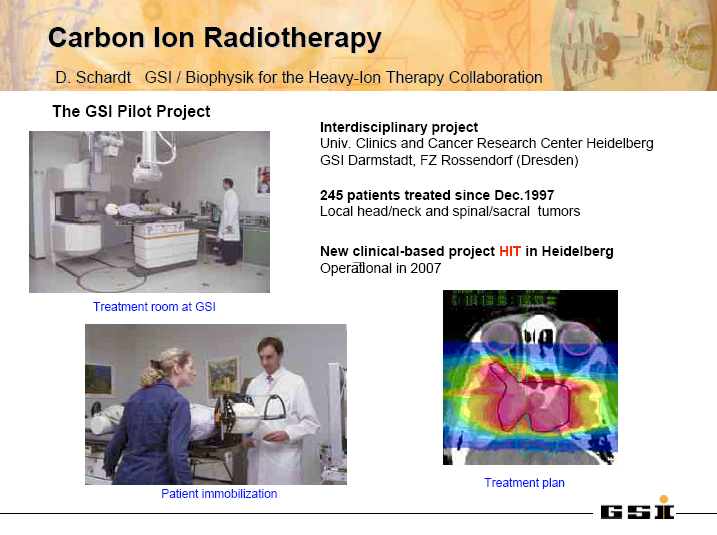 Carbon Ion Radiotherapy
D. Schardt GSI / Biophysik for the Heavy-Ion Therapy Collaboration
The GSI Pilot Project
Interdisciplinary project
Univ. Clinics and Cancer Research Center Heidelberg
GSI Darmstadt, FZ Rossendorf (Dresden)
245 patients treated since Dec.1997
Local head/neck and spinal/sacral tumors
New clinical-based project HIT in Heidelberg
Operational in 2007
Treatment room at GSI
Patient immobilization
Treatment plan
GSI